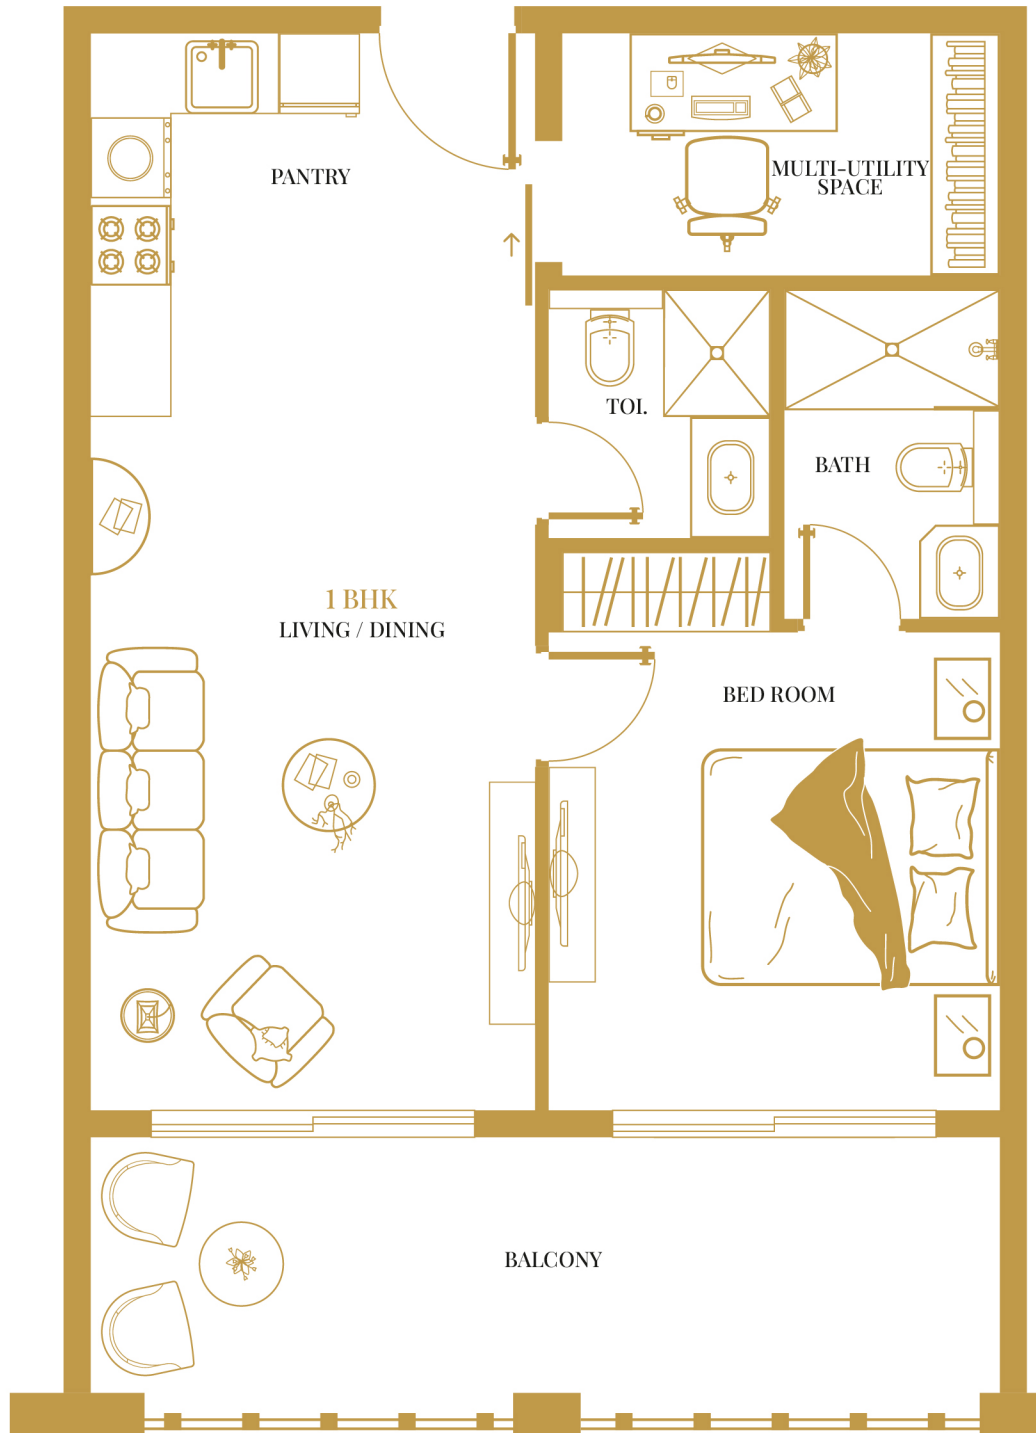 PANTRY
MULTI-UTILITY
SPACE
TOI.
BATH
1 BHK
LIVING / DINING
BED ROOM
BALCONY